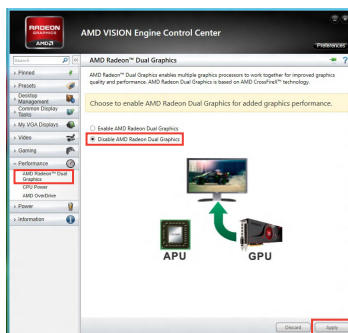 RADEON
GRAPHICS
AMD
AMD VISION Engine Control Center
Preferences
Search
Pinned
Presets
Desktop
Management
Common Display
Tasks
My VGA Displays
Video
Gaming
Performance
AMD Radeon™ Dual
Graphics
CPU Power
AMD OverDrive
Power
Information
AMD Radeon™ Dual Graphics
AMD Radeon™ Dual Graphics enables multiple graphics processors to work together for improved graphics
quality and performance. AMD Radeon Dual Graphics is based on AMD CrossFireX™ technology.
Choose to enable AMD Radeon Dual Graphics for added graphics performance.
Enable AMD Radeon Dual Graphics
Disable AMD Radeon Dual Graphics
APU
GPU
Discard
Apply